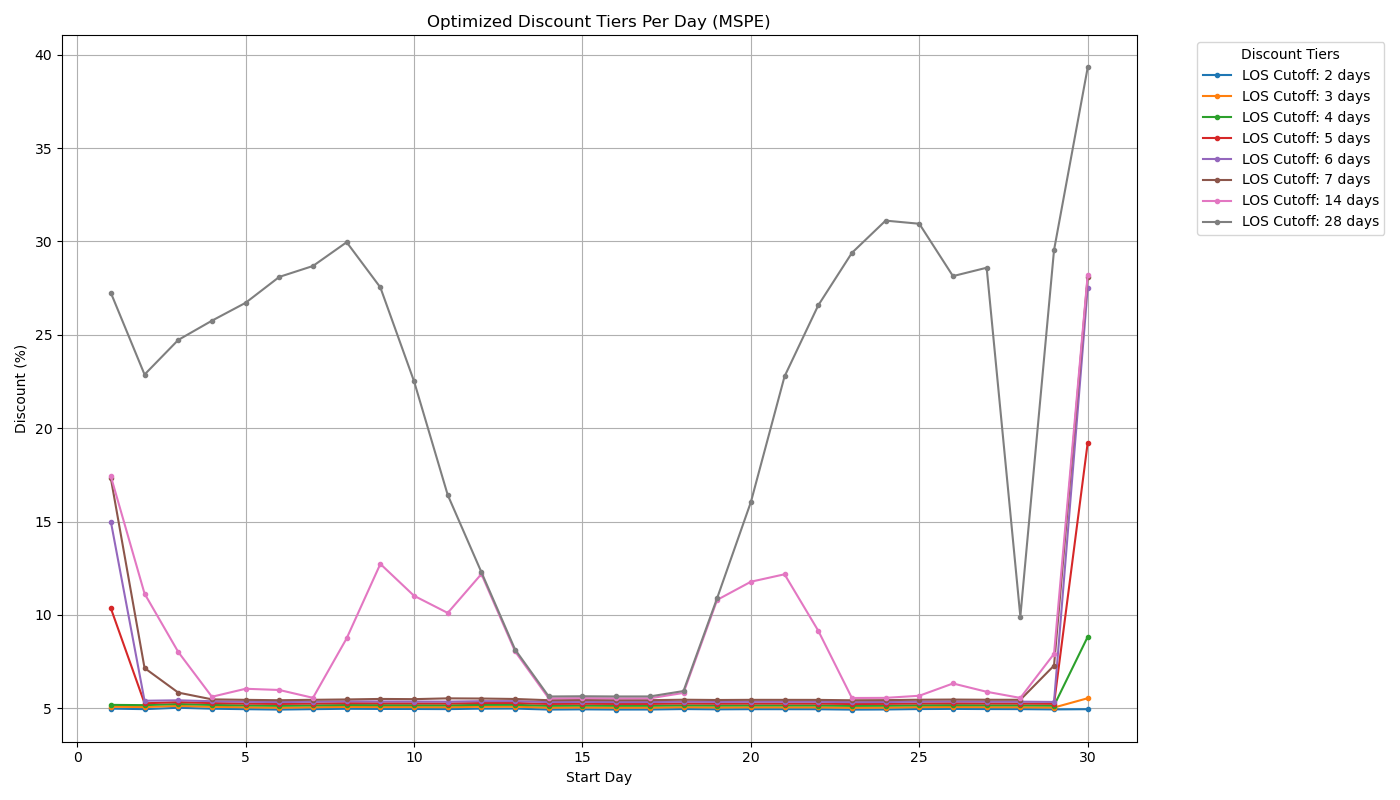 Optimized Discount Tiers Per Day (MSPE)
Discount (%)
40
35
30
25
20
15
10
5
0
5
10
15
20
25
30
Start Day
Discount Tiers
LOS Cutoff: 2 days
LOS Cutoff: 3 days
LOS Cutoff: 4 days
LOS Cutoff: 5 days
LOS Cutoff: 6 days
LOS Cutoff: 7 days
LOS Cutoff: 14 days
LOS Cutoff: 28 days